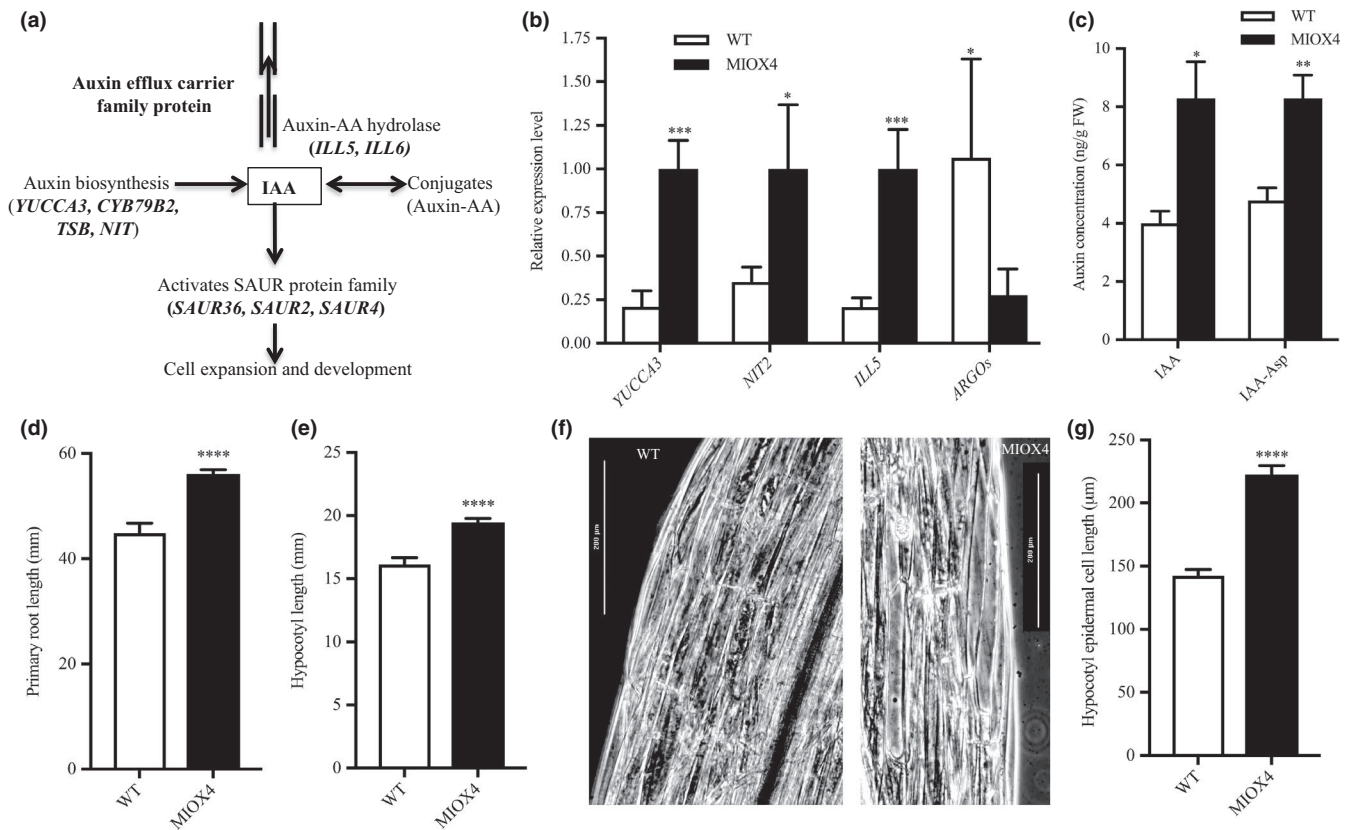 (a)
Auxin efflux carrier
family protein
Auxin-AA hydrolase
(ILL5, ILL6)
Auxin biosynthesis
(YUCCA3, CYB79B2,
TSB, NIT)
IAA
Conjugates
(Auxin-AA)
Activates SAUR protein family
(SAUR36, SAUR2, SAUR4)
Cell expansion and development
(b)
WT
MIOX4
Relative expression level
1.75
1.50
1.25
1.00
0.75
0.50
0.25
0.00
***
*
***
*
YUCCA3
NIT2
ILL5
ARGOs
(c)
WT
MIOX4
Auxin concentration (ng/g FW)
10
8
6
4
2
0
*
**
IAA
IAA-Asp
(d)
Primary root length (mm)
60
40
20
0
****
WT
MIOX4
(e)
Hypocotyl length (mm)
25
20
15
10
5
0
****
WT
MIOX4
(f)
WT
200 µm
MIOX4
200 µm
(g)
Hypocotyl epidermal cell length (µm)
250
200
150
100
50
0
****
WT
MIOX4